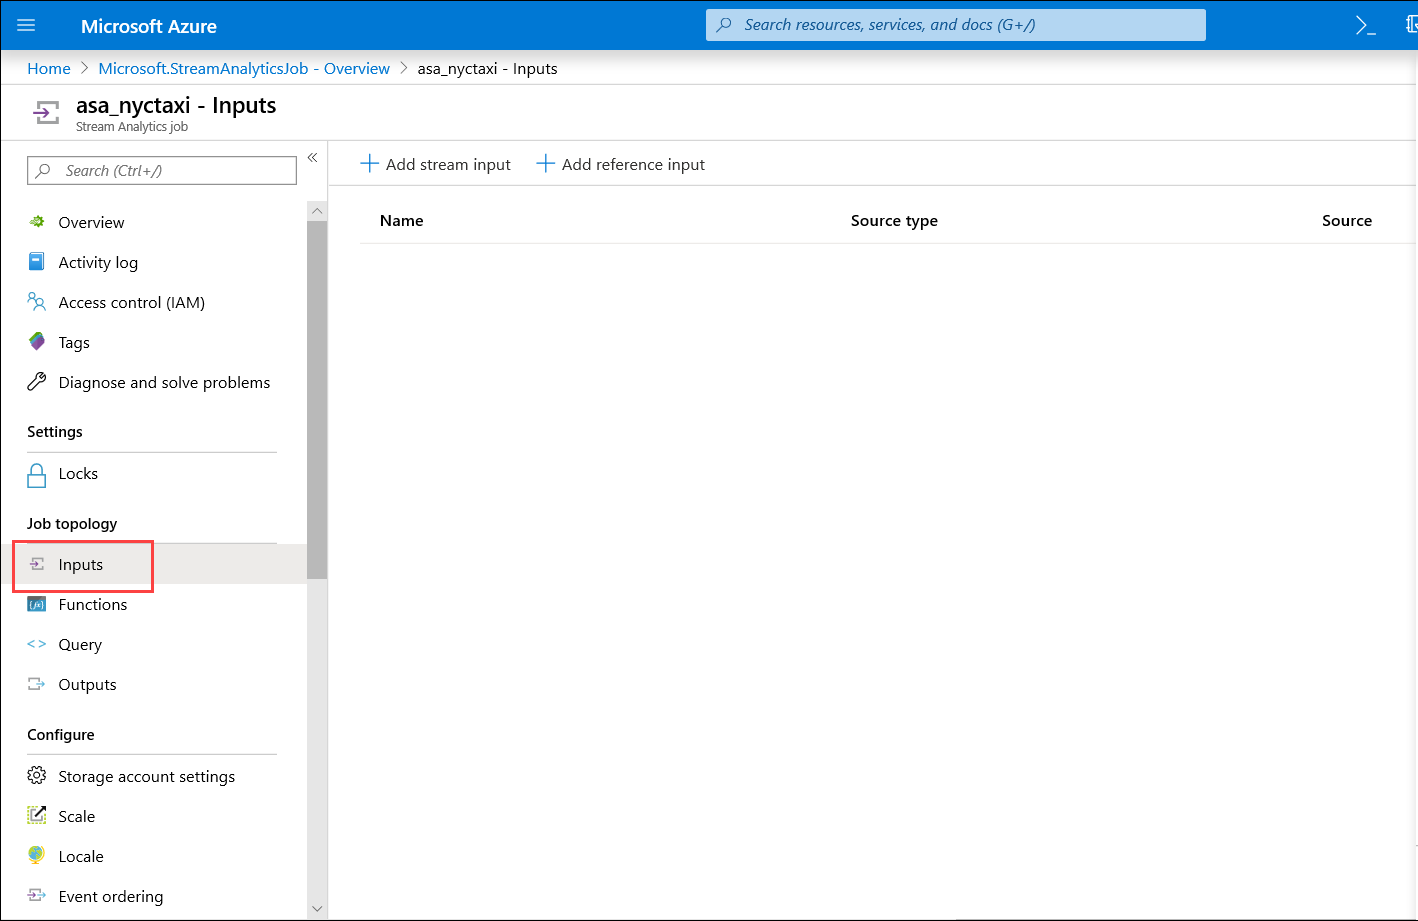 Microsoft Azure
Search resources, services, and docs (G+/)
Home > Microsoft.StreamAnalyticsJob - Overview > asa_nyctaxi - Inputs
asa_nyctaxi - Inputs
Stream Analytics job
Search (Ctrl+/)
«
Overview
Activity log
Access control (IAM)
Tags
Diagnose and solve problems
Settings
Locks
Job topology
Inputs
Functions
Query
Outputs
Configure
Storage account settings
Scale
Locale
Event ordering
+ Add stream input + Add reference input
Name Source type Source